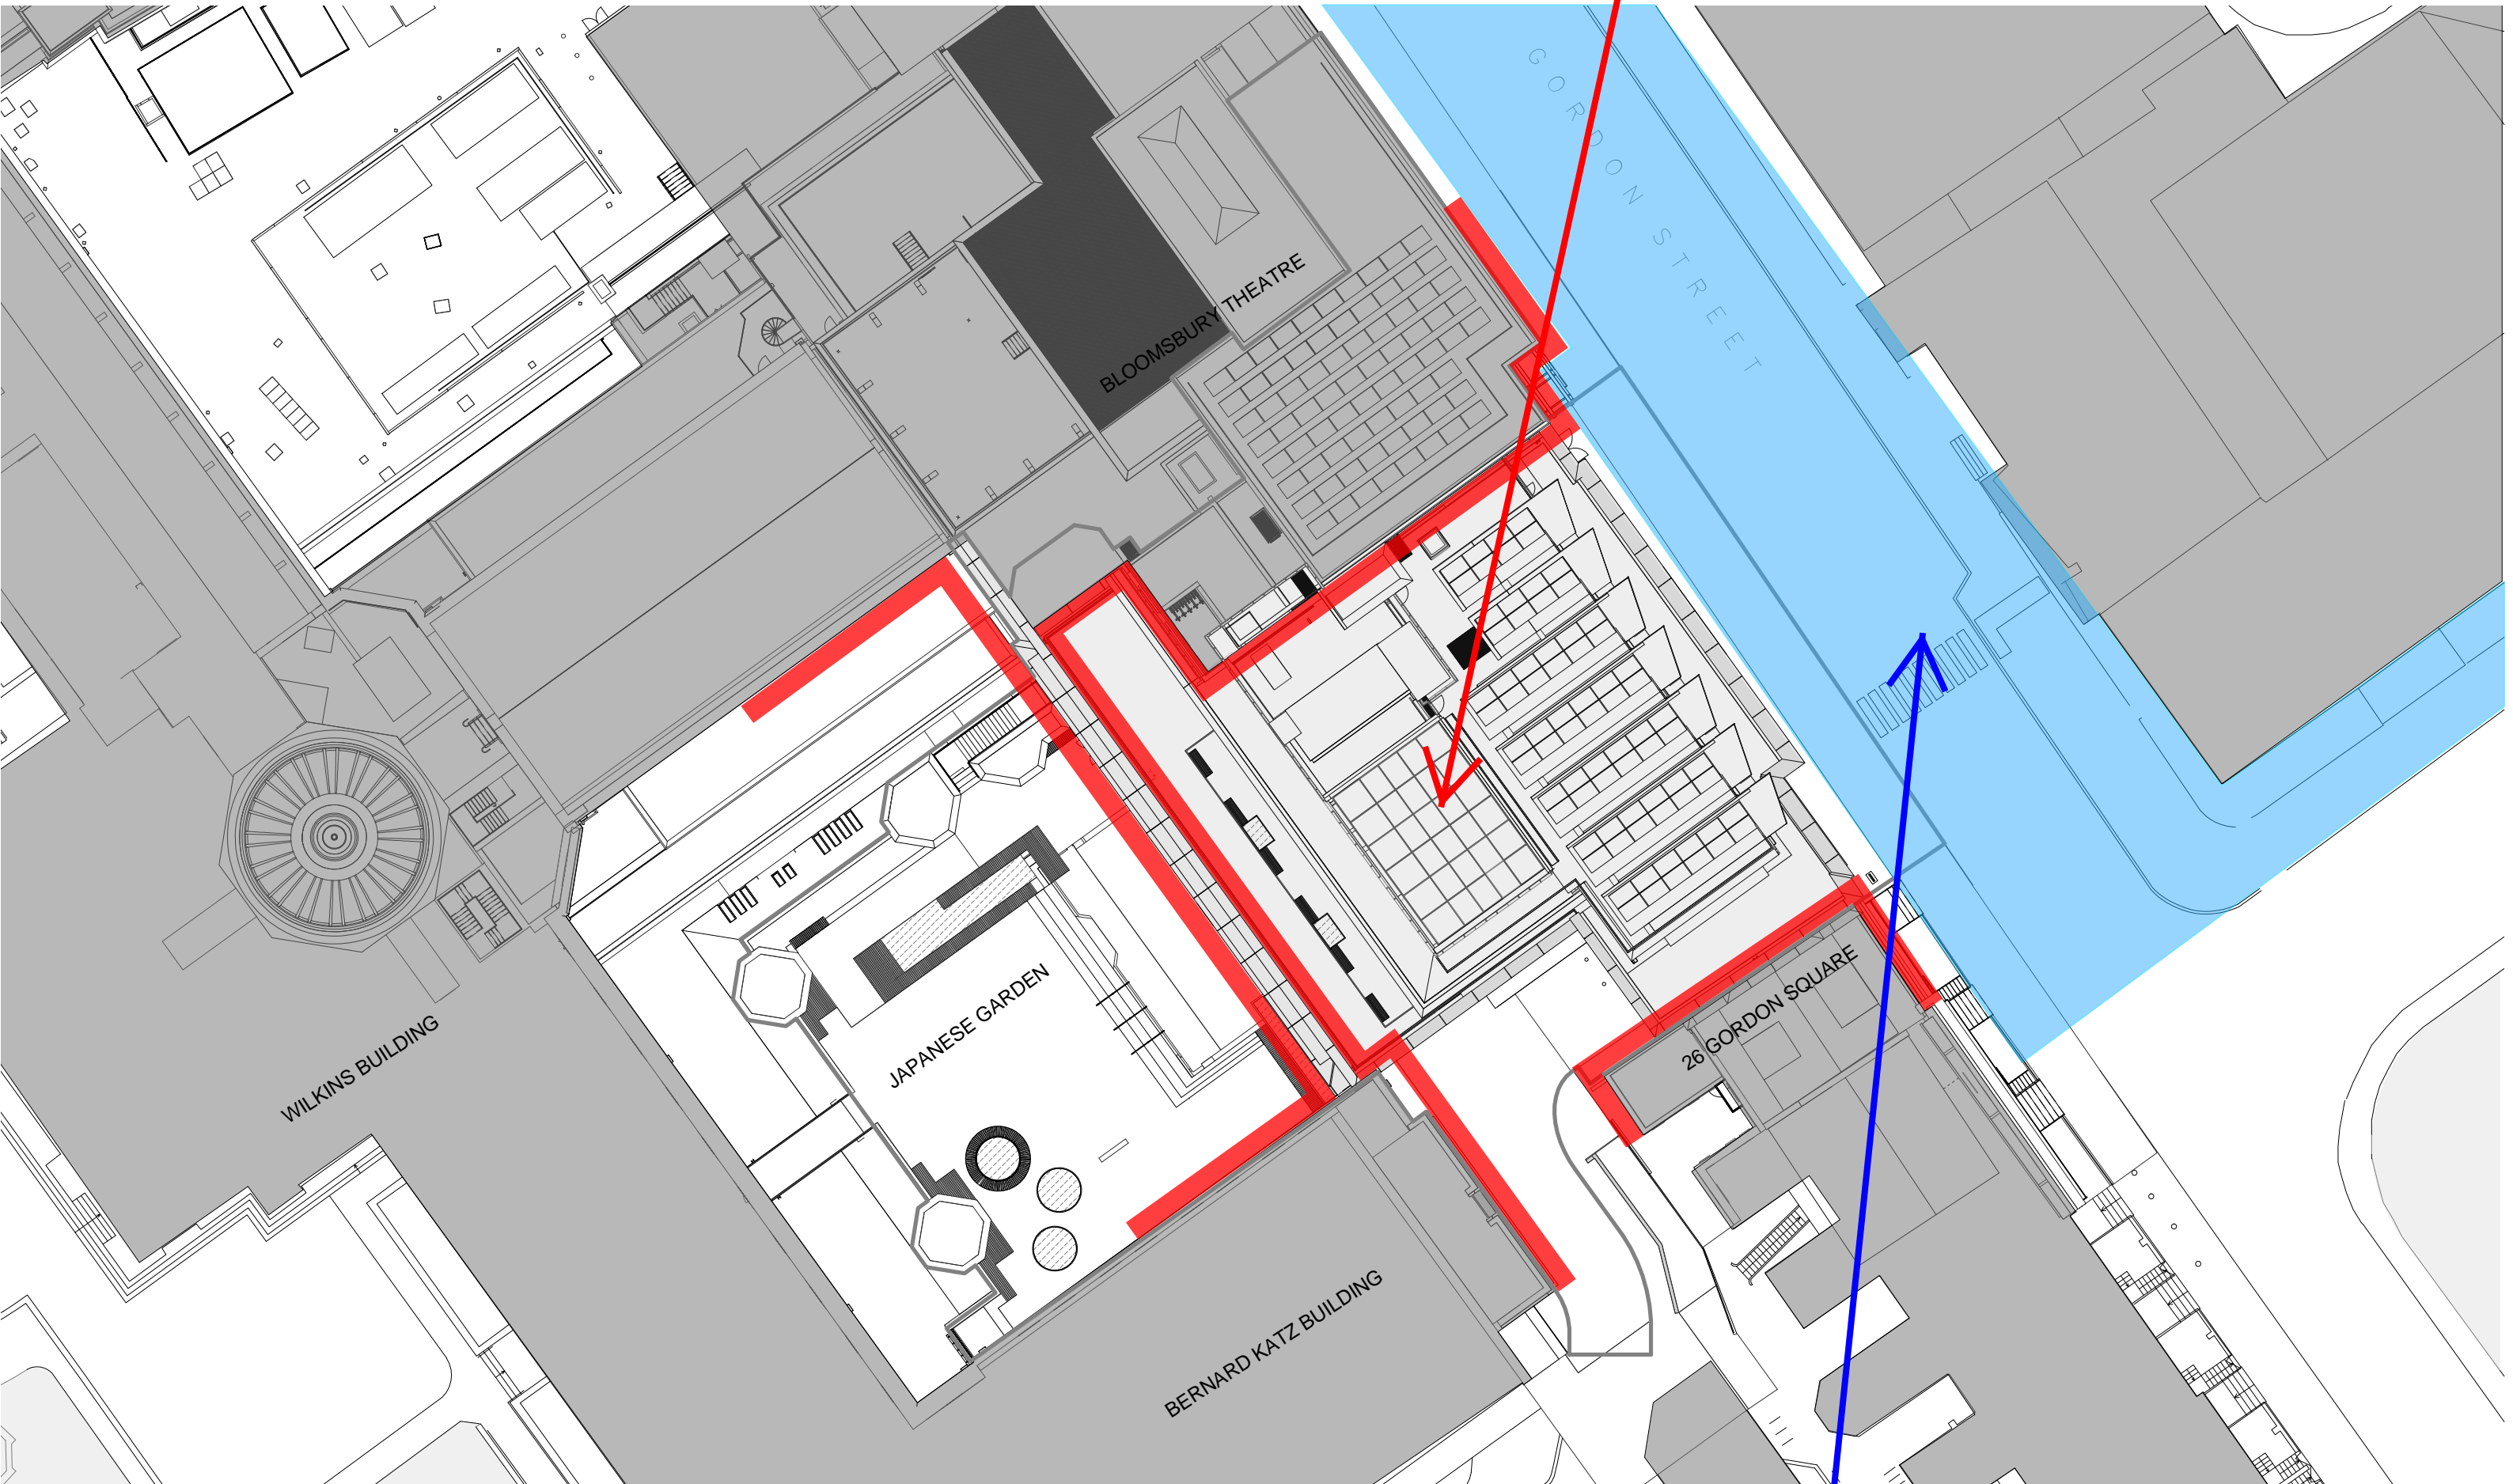 GORDON STREET
BLOOMSBURY THEATRE
JAPANESE GARDEN
26 GORDON SQUARE
WILKINS BUILDING
BERNARD KATZ BUILDING